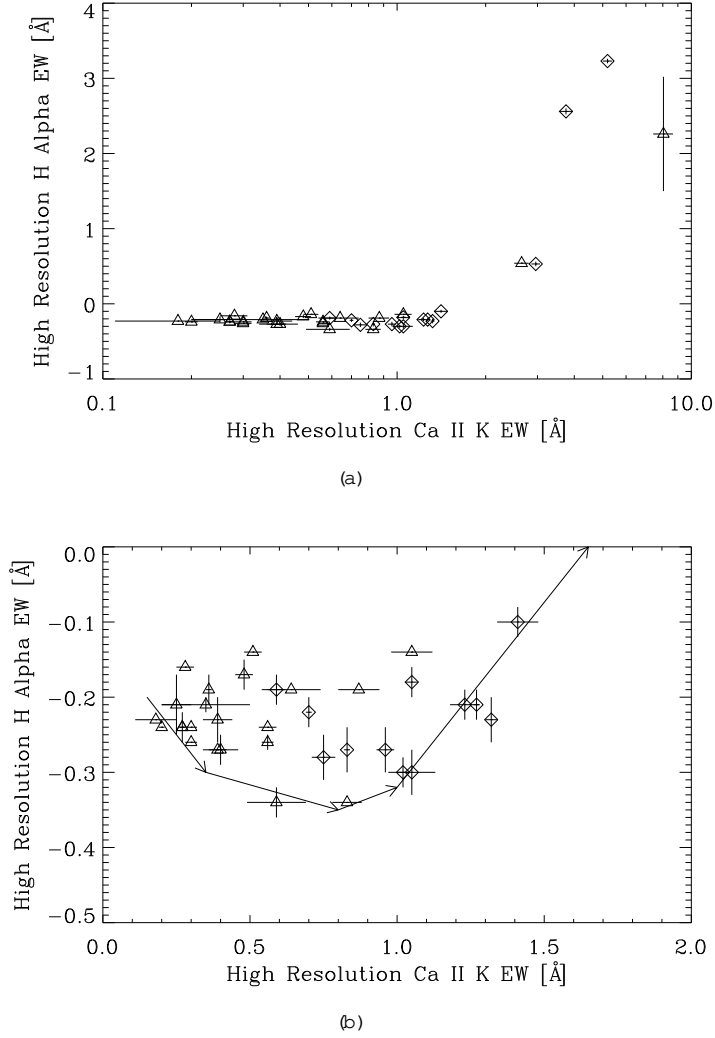 4
3
2
1
0
−1
High Resolution H Alpha EW [Å]
0.1 1.0 10.0
High Resolution Ca II K EW [Å]
(a)
0.0
−0.1
−0.2
−0.3
−0.4
−0.5
High Resolution H Alpha EW [Å]
0.0 0.5 1.0 1.5 2.0
High Resolution Ca II K EW [Å]
(b)